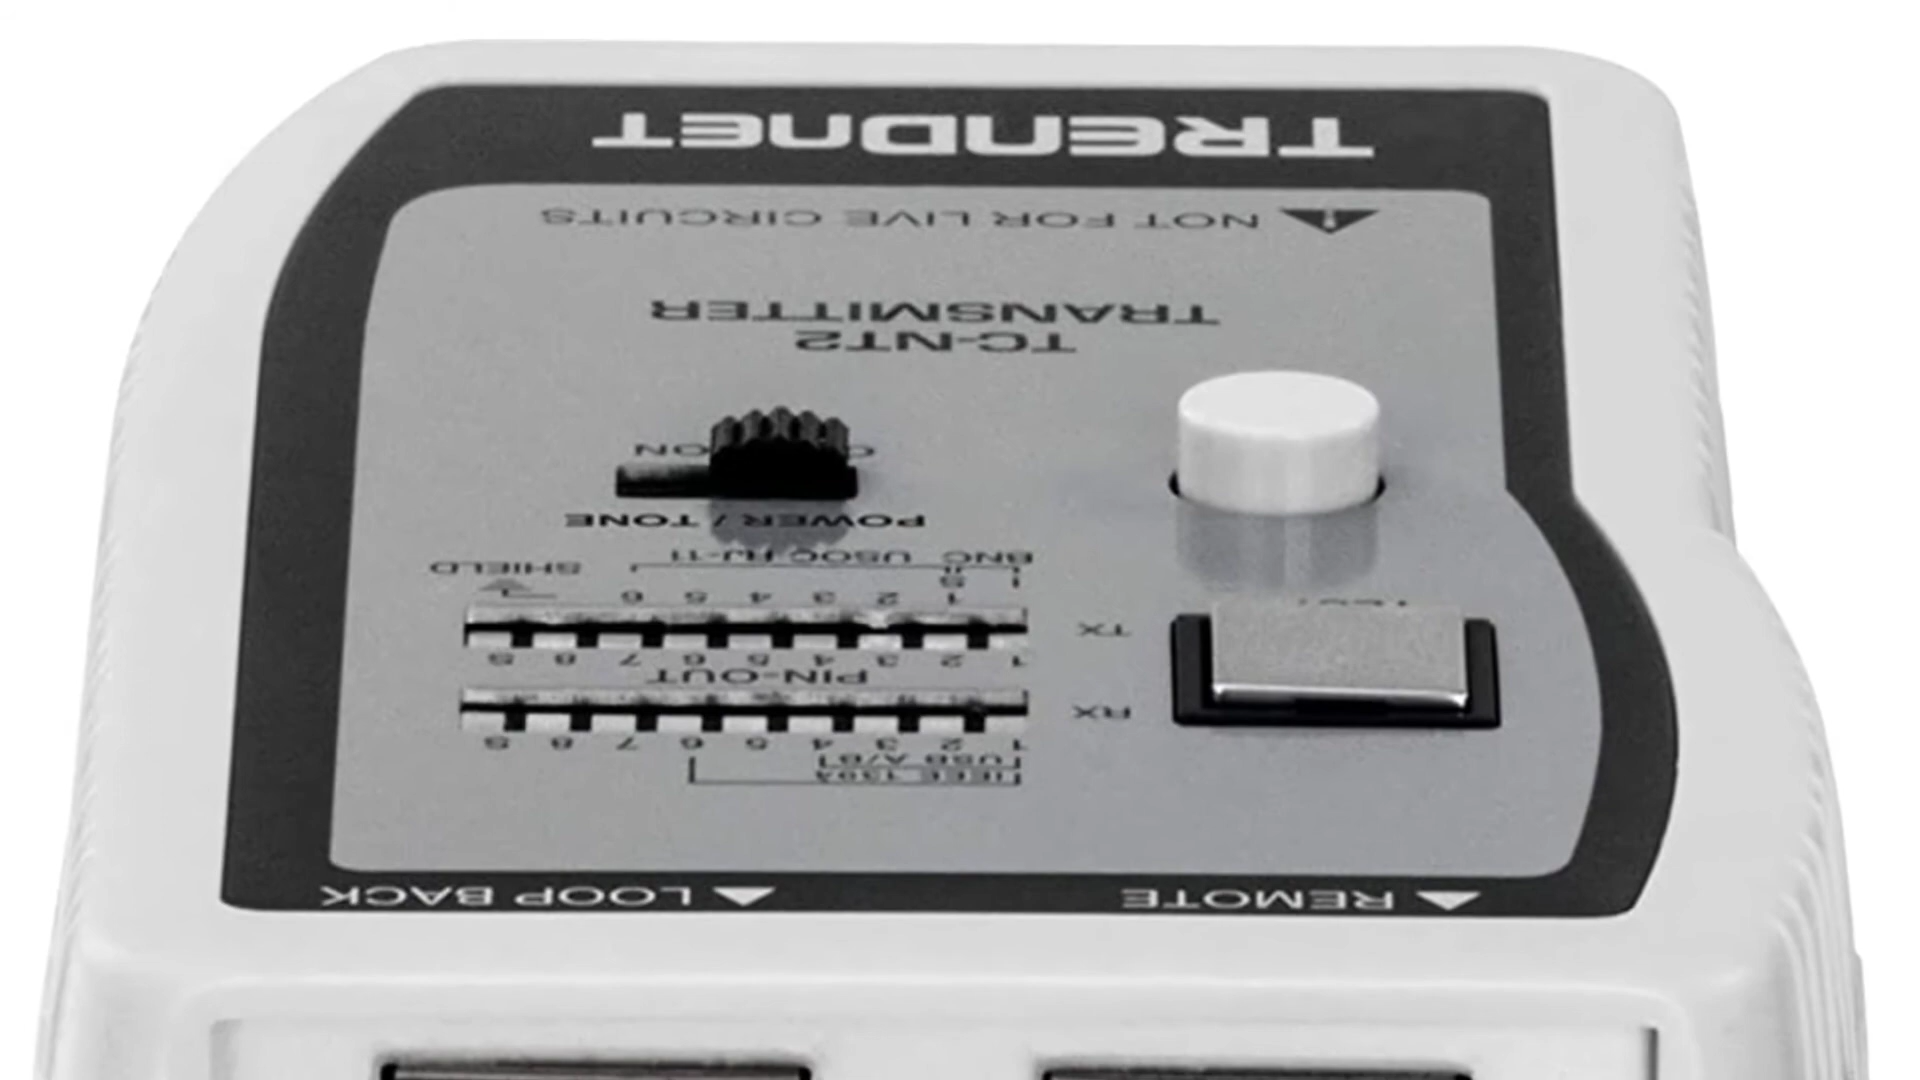 REMOTE LOOP BACK
IEEE 1394
USB A/B
1 2 3 4 5 6 7 8 S
RX
PIN-OUT
1 2 3 4 5 6 7 8 S
TX
1 2 3 4 5 6
S
BNC USOC RJ-11 SHIELD
POWER / TONE
ON
TC-NT2
TRANSMITTER
NOT FOR LIVE CIRCUITS
TRENDNET